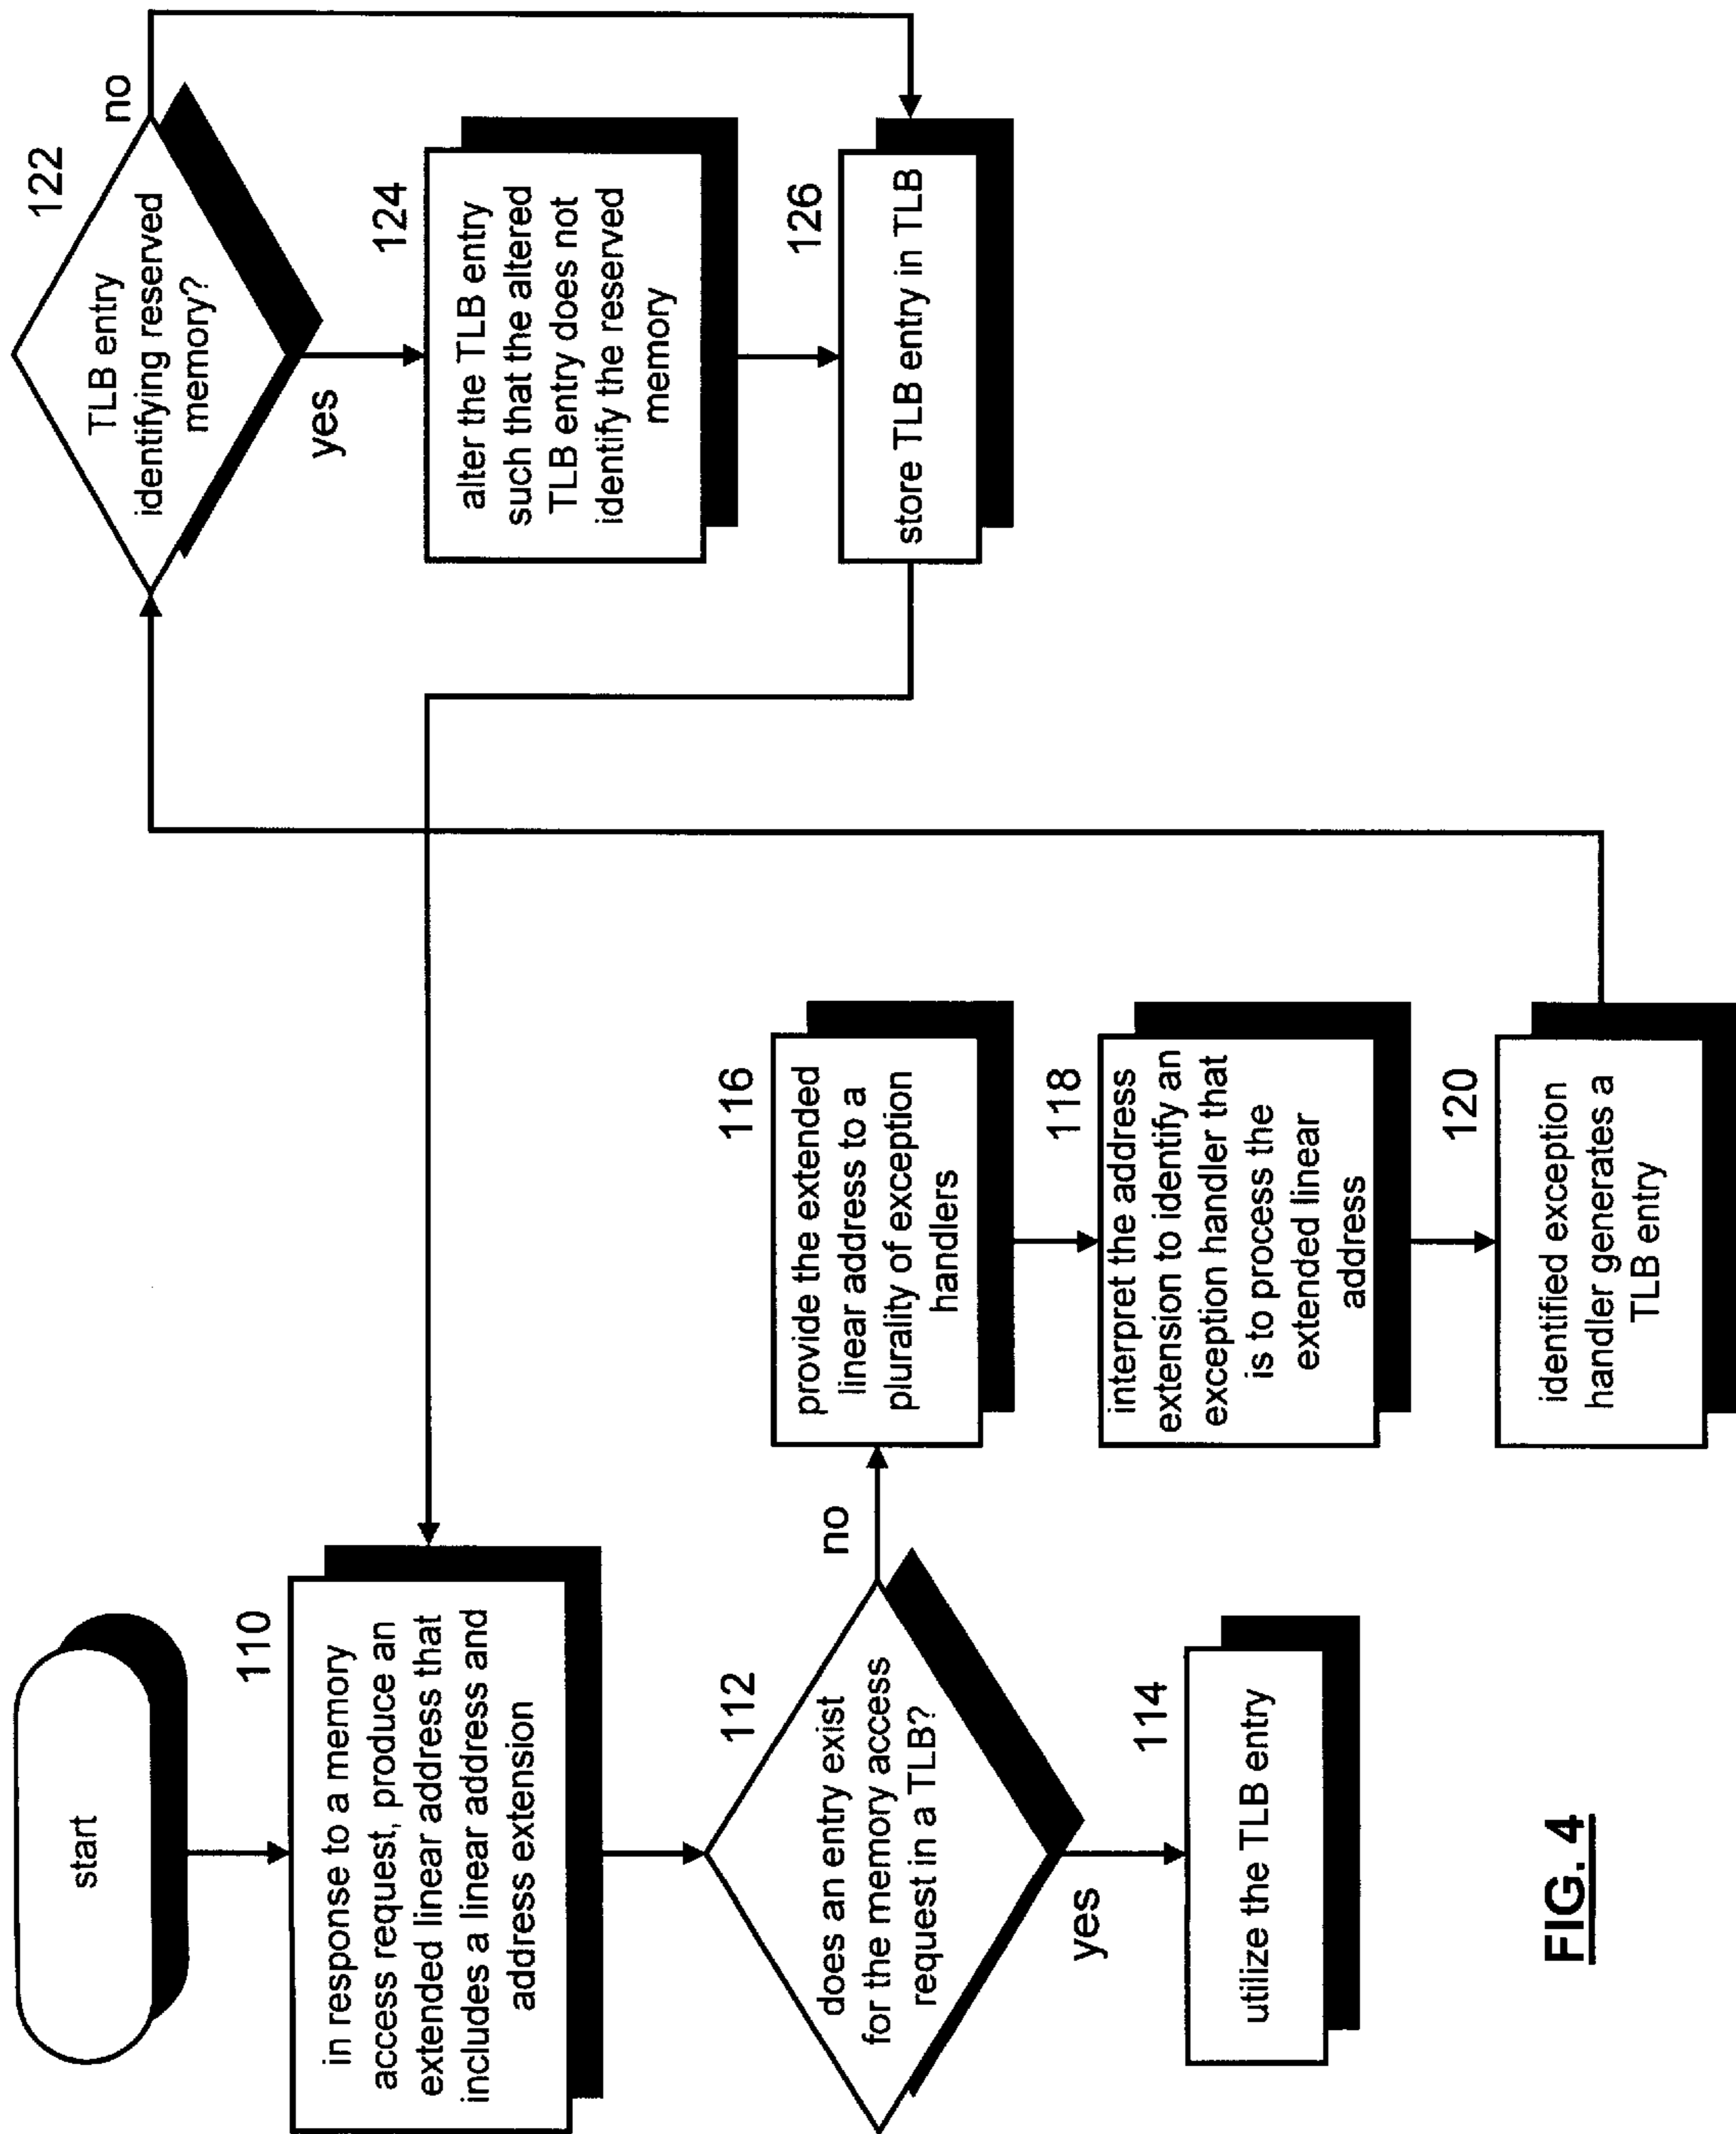 start
110
in response to a memory
access request, produce an
extended linear address that
includes a linear address and
address extension
112
does an entry exist
for the memory access
request in a TLB?
no
yes
114
utilize the TLB entry
116
provide the extended
linear address to a
plurality of exception
handlers
118
interpret the address
extension to identify an
exception handler that
is to process the
extended linear
address
120
identified exception
handler generates a
TLB entry
122
TLB entry
identifying reserved
memory?
no
yes
124
alter the TLB entry
such that the altered
TLB entry does not
identify the reserved
memory
126
store TLB entry in TLB
FIG. 4